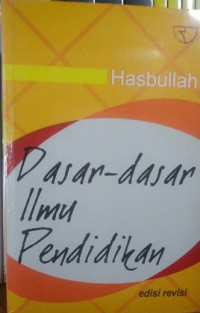 Hasbullah
Dasar-dasar
Ilmu
Pendidikan
edisi revisi